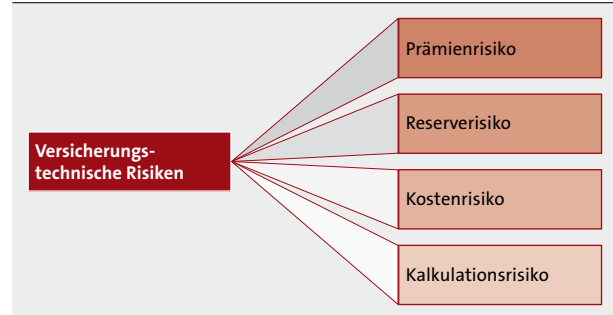 Versicherungs-
technische Risiken
Prämienrisiko
Reserverisiko
Kostenrisiko
Kalkulationsrisiko